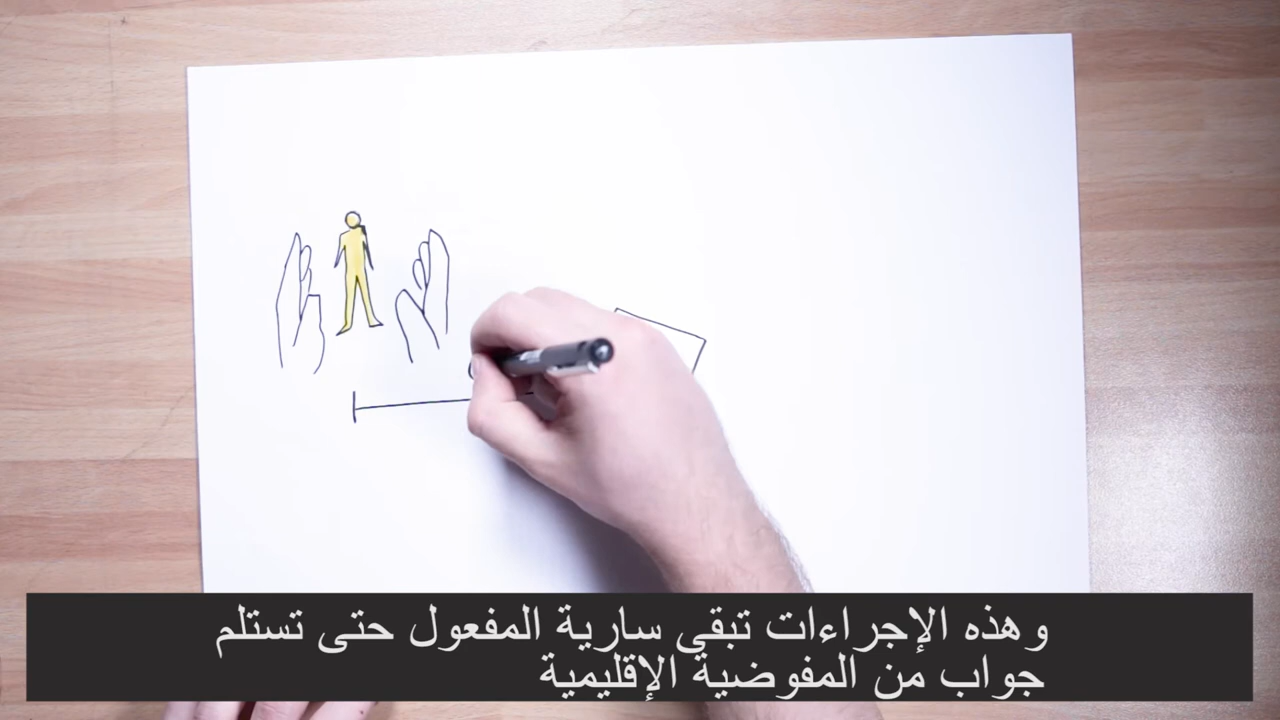 وهذه الإجراءات تبقى سارية المفعول حتى تستلم
جواب من المفوضية الإقليمية